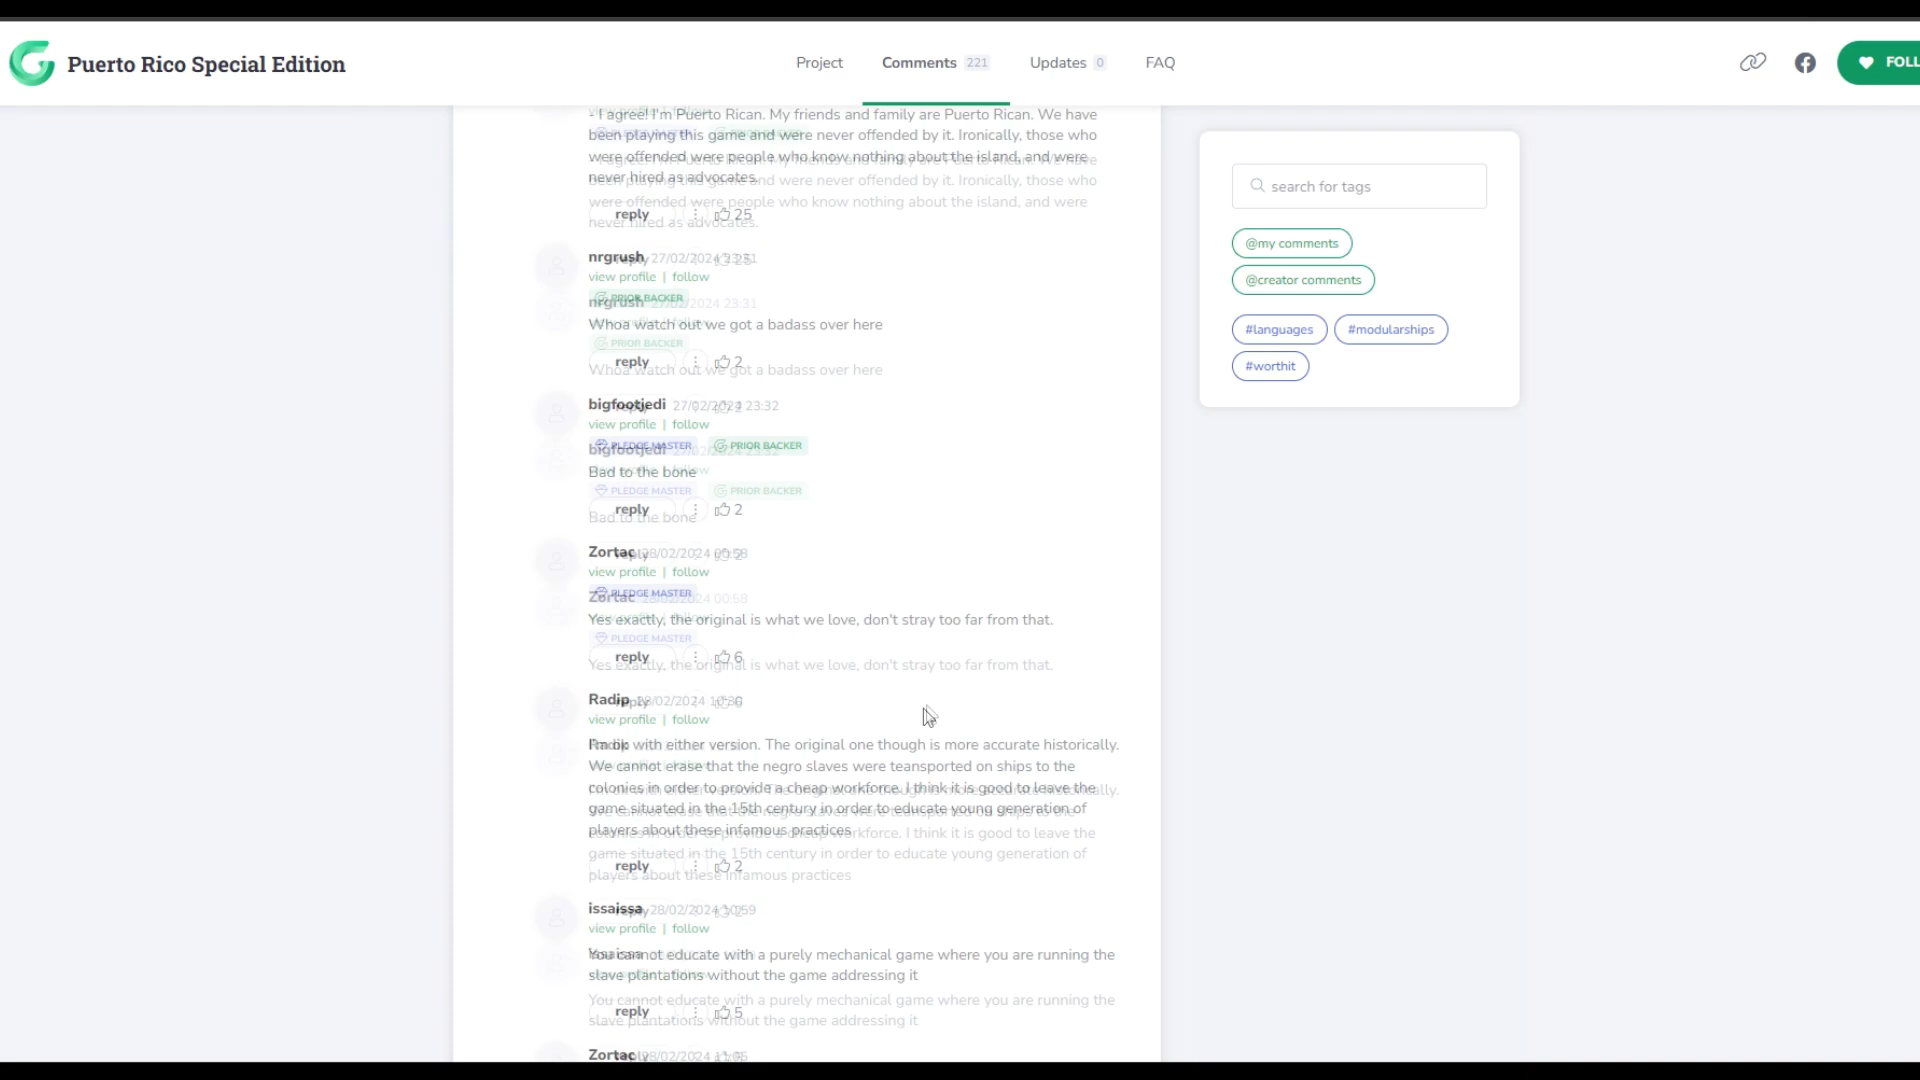 Puerto Rico Special Edition
Project
Comments 221
Updates 0
FAQ
FOLL
- I agree! I'm Puerto Rican. My friends and family are Puerto Rican. We have
been playing this game and were never offended by it. Ironically, those who
were offended were people who know nothing about the island, and were
never hired as advocates.
reply 25
nrgrush 27/02/2024 23:31
view profile | follow
PRIOR BACKER
Whoa watch out we got a badass over here
reply 2
bigfootjedi 27/02/2024 23:32
view profile | follow
PLEDGE MASTER PRIOR BACKER
Bad to the bone
reply 2
Zortac 28/02/2024 00:58
view profile | follow
PLEDGE MASTER
Yes exactly, the original is what we love, don't stray too far from that.
reply 6
Radip 28/02/2024
view profile | follow
I'm ok with either version. The original one though is more accurate historically.
We cannot erase that the negro slaves were teansported on ships to the
colonies in order to provide a cheap workforce. I think it is good to leave the
game situated in the 15th century in order to educate young generation of
players about these infamous practices
reply 2
issaissa 28/02/2024 10:59
view profile | follow
You cannot educate with a purely mechanical game where you are running the
slave plantations without the game addressing it
reply 5
Zortac 28/02/2024
search for tags
@my comments
@creator comments
#languages #modularships
#worthit